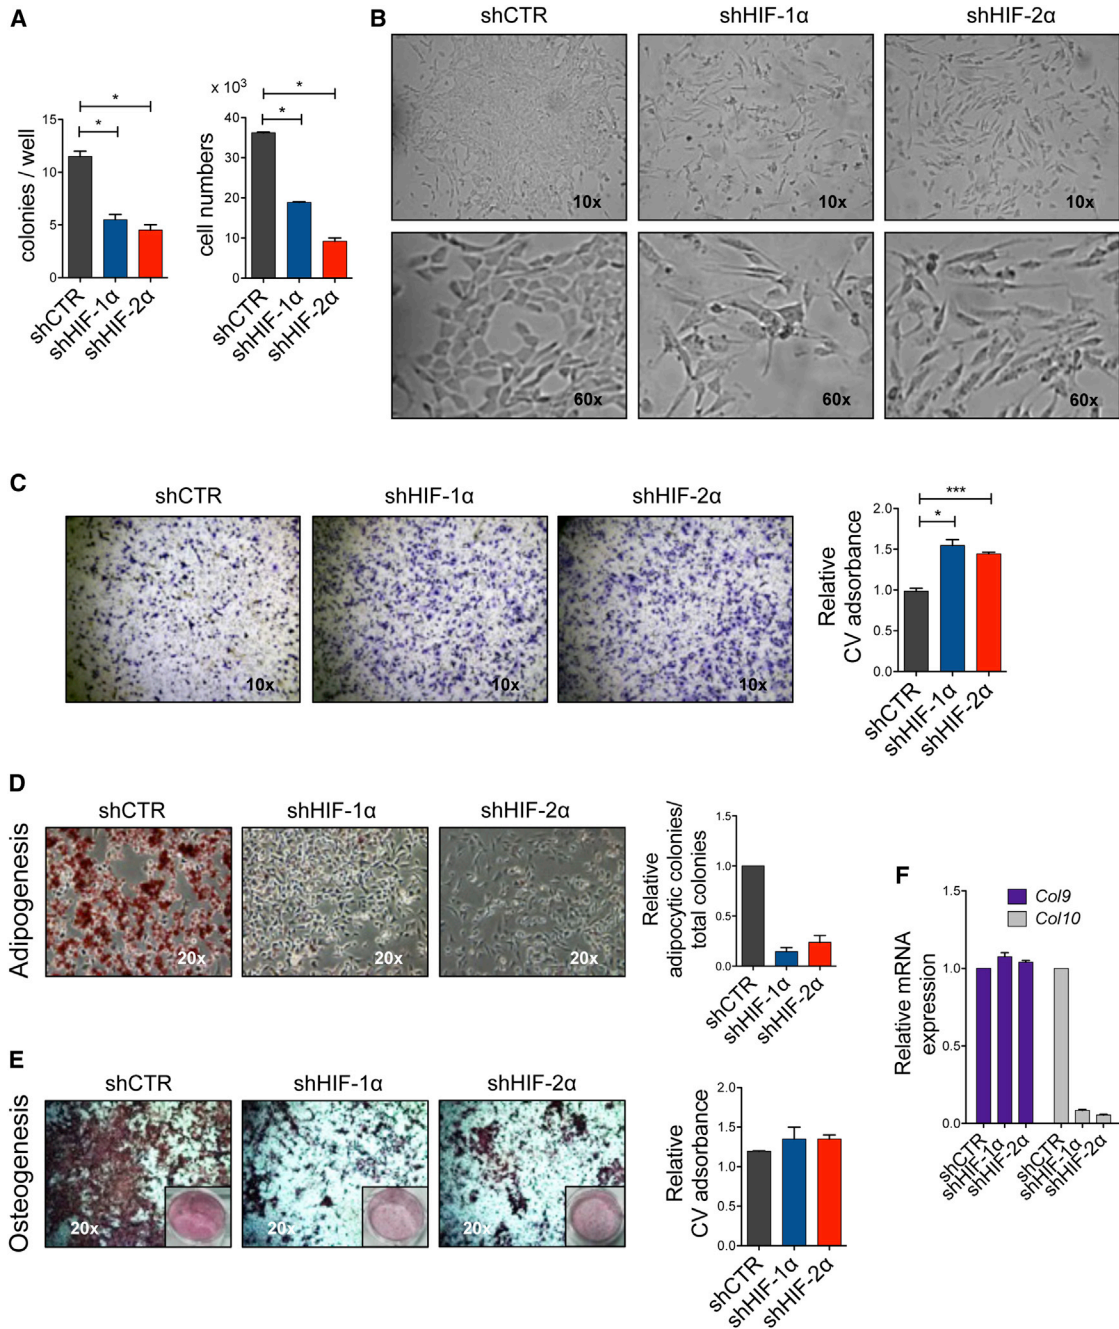 A
colonies / well
15
10
5
0
*
*
shCTR
shHIF-1α
shHIF-2α
x 10³
cell numbers
40
30
20
10
0
*
*
shCTR
shHIF-1α
shHIF-2α
B
shCTR
shHIF-1α
shHIF-2α
10x
10x
10x
60x
60x
60x
C
shCTR
shHIF-1α
shHIF-2α
10x
10x
10x
Relative
CV adsorbance
2.0
1.5
1.0
0.5
0.0
***
*
shCTR
shHIF-1α
shHIF-2α
D
Adipogenesis
shCTR
shHIF-1α
shHIF-2α
20x
20x
20x
Relative
adipocytic colonies/
total colonies
1.5
1.0
0.5
0.0
shCTR
shHIF-1α
shHIF-2α
E
Osteogenesis
shCTR
shHIF-1α
shHIF-2α
20x
20x
20x
Relative
CV adsorbance
2.0
1.5
1.0
0.5
0.0
shCTR
shHIF-1α
shHIF-2α
F
Relative mRNA
expression
1.5
1.0
0.5
0.0
Col9
Col10
shCTR
shHIF-1α
shHIF-2α
shCTR
shHIF-1α
shHIF-2α